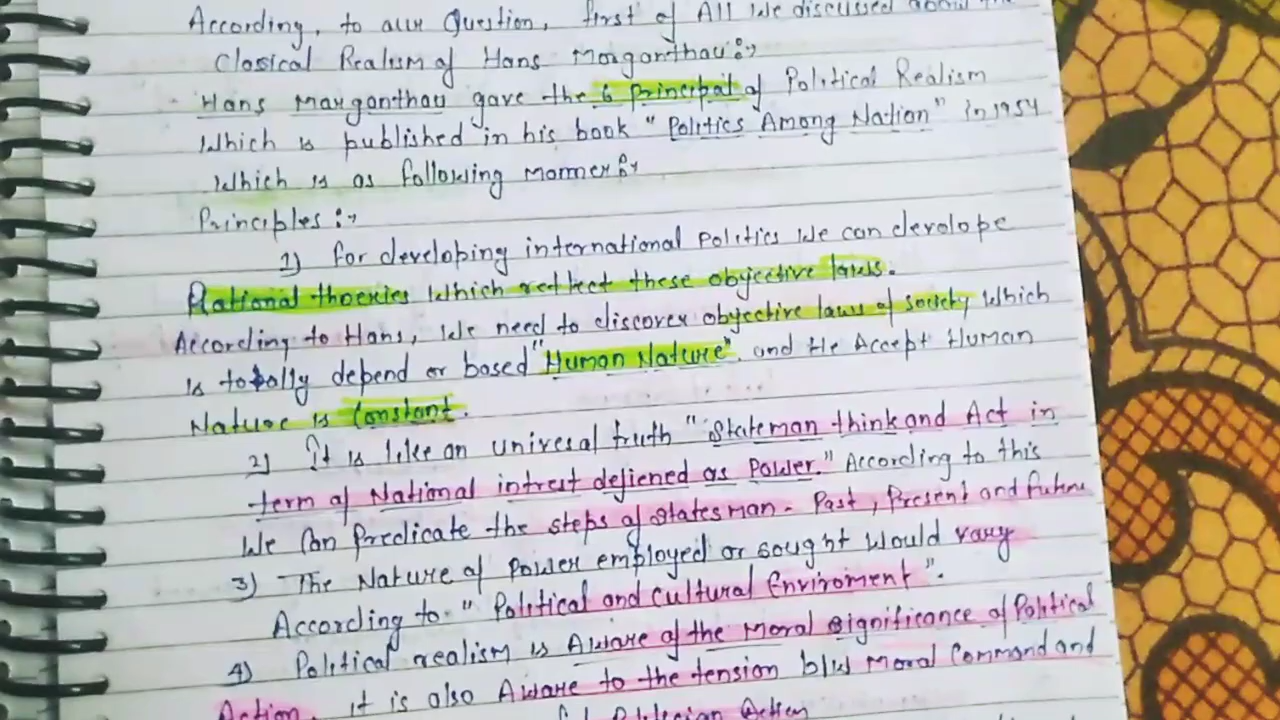 According, to our Question, first of All we discussed about the
Classical Realism of Hans Morganthau:-
Hans Morganthau gave the 6 principal of Political Realism
Which is published in his book "Politics Among Nation" in 1954
Which is as following manner:-
Principles:-
1) for developing international Politics we can develope
Rational thoeries Which reflect these objective laws.
According to Hans, We need to discover objective laws of society Which
is totally depend or based "Human Nature". and He Accept Human
Nature is Constant.
2) It is like an univesal truth "Stateman think and Act in
term of National intrest defiened as Power." According to this
We Can Predicate the steps of statesman - Past, Present and future
3) The Nature of Power employed or sought would vary
According to "Political and cultural Enviroment".
4) Political realism is Aware of the moral significance of Political
Action. it is also Aware to the tension b/w Moral Command and
Action